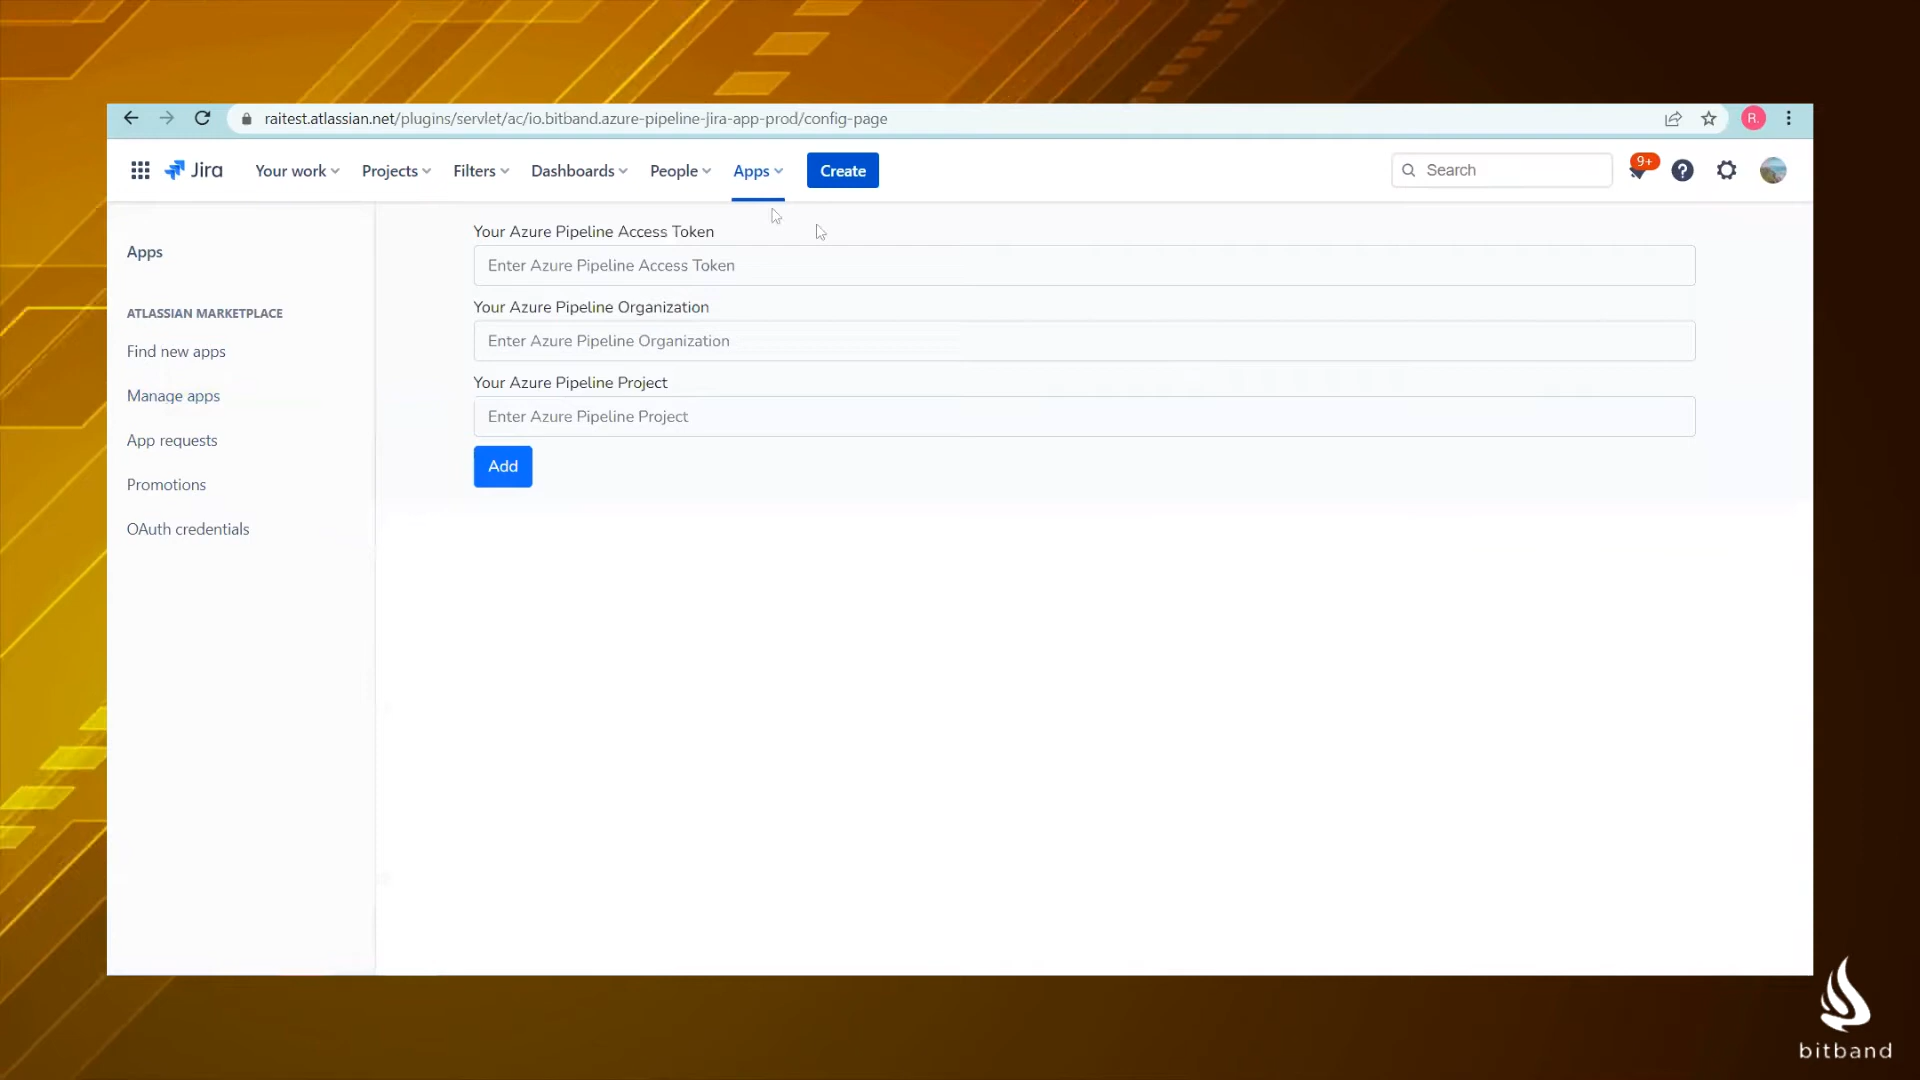 raitest.atlassian.net/plugins/servlet/ac/io.bitband.azure-pipeline-jira-app-prod/config-page
R.
Jira
Your work
Projects
Filters
Dashboards
People
Apps
Create
Search
9+
?
Apps
ATLASSIAN MARKETPLACE
Find new apps
Manage apps
App requests
Promotions
OAuth credentials
Your Azure Pipeline Access Token
Enter Azure Pipeline Access Token
Your Azure Pipeline Organization
Enter Azure Pipeline Organization
Your Azure Pipeline Project
Enter Azure Pipeline Project
Add
bitband